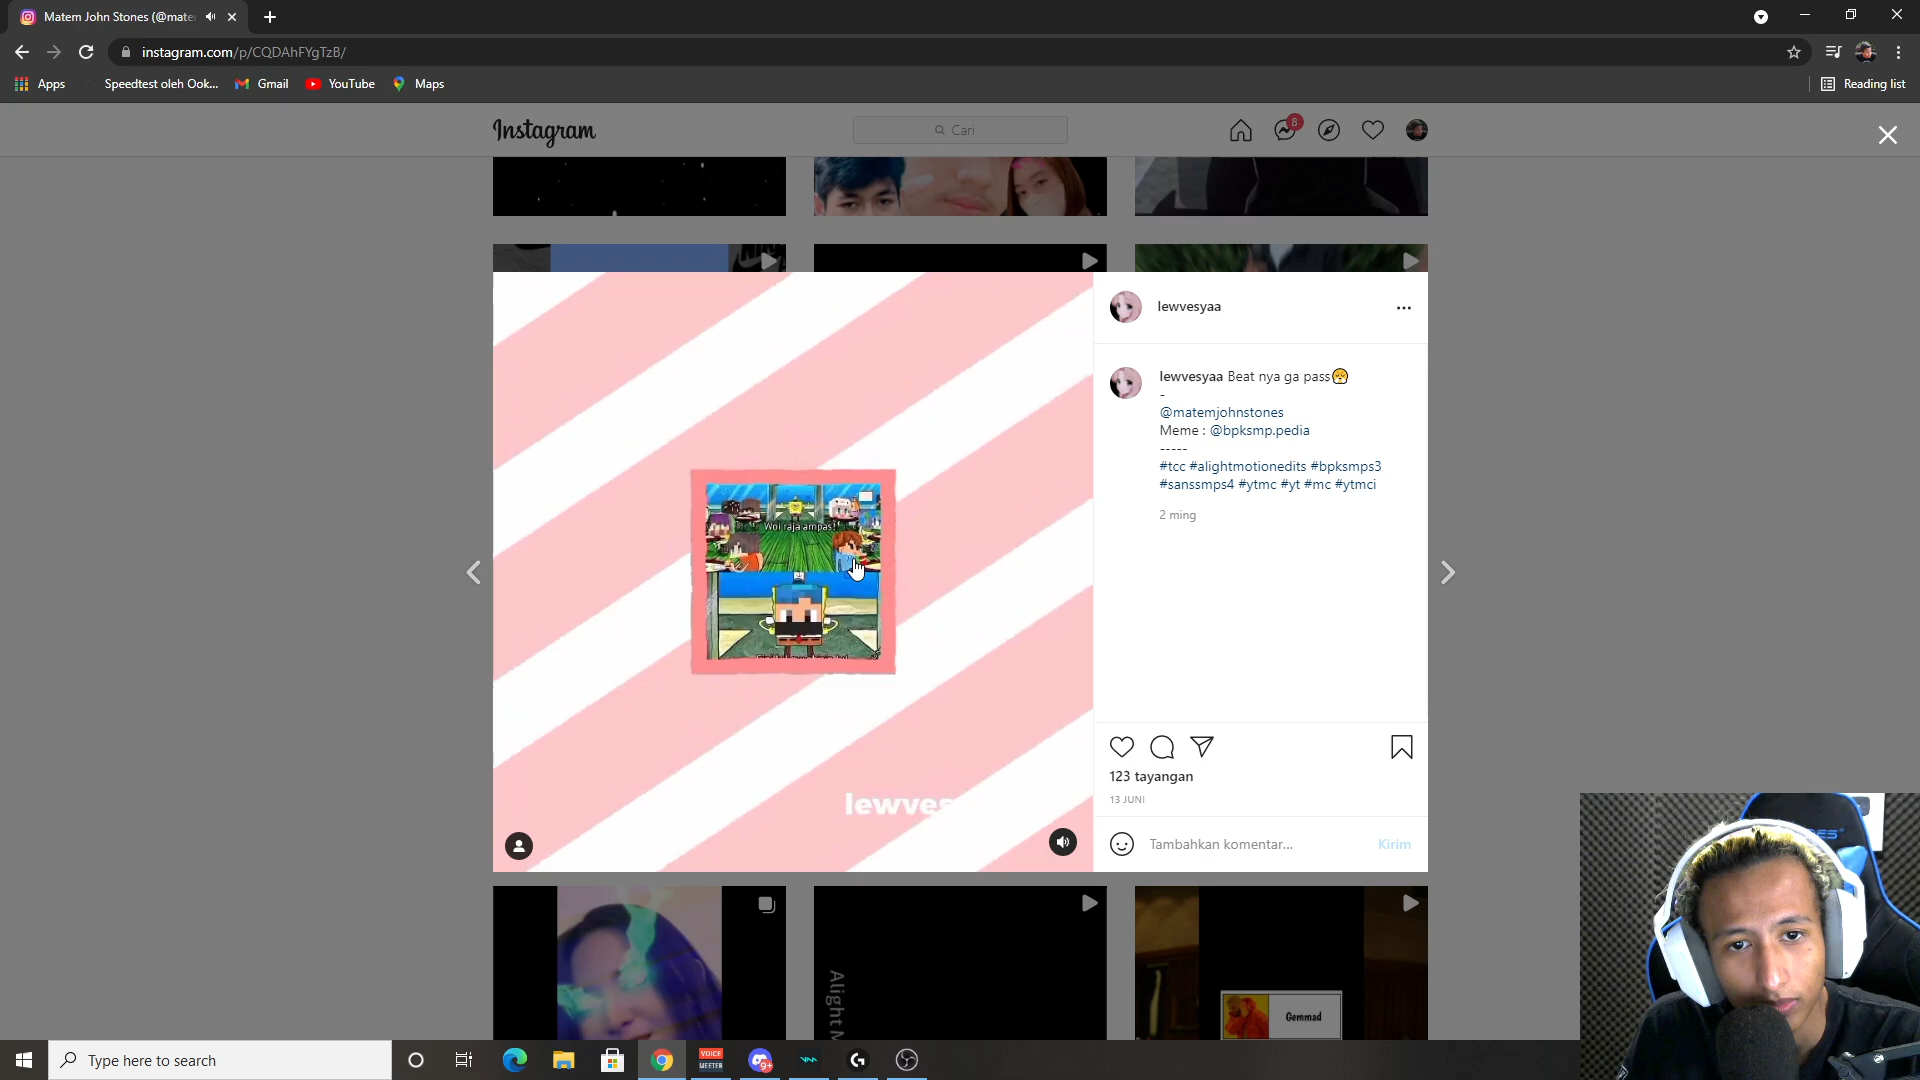 Matem John Stones (@mate
instagram.com/p/CQDAhFYgTzB/
Apps
Speedtest oleh Ook...
Gmail
YouTube
Maps
Reading list
Instagram
Cari
8
lewvesyaa
lewvesyaa Beat nya ga pass
-
@matemjohnstones
Meme : @bpksmp.pedia
-----
#tcc #alightmotionedits #bpksmps3
#sanssmps4 #ytmc #yt #mc #ytmci
2 ming
Woi raja ampas!
lewves
123 tayangan
13 JUNI
Tambahkan komentar...
Kirim
Alight M
Gemmad
Type here to search
VOICE
MEETER
9+